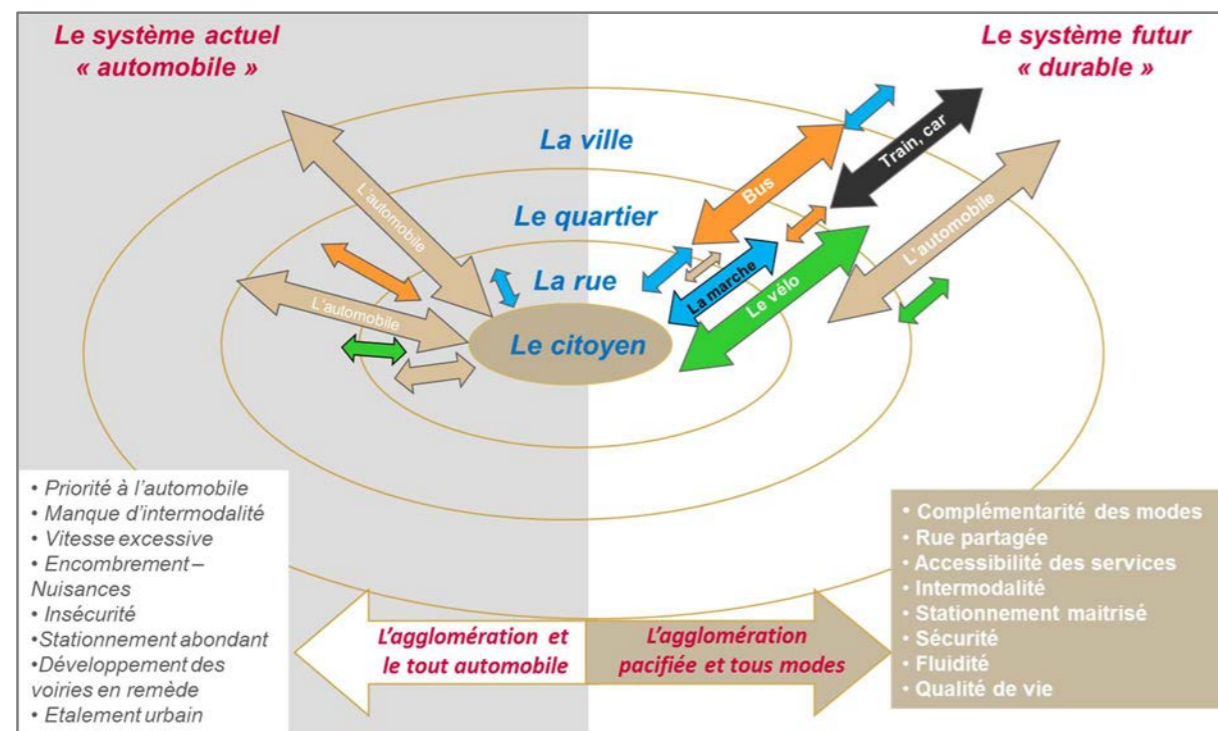 Le système actuel
« automobile »
Le système futur
« durable »
La ville
Le quartier
La rue
Le citoyen
L'automobile
L'automobile
Bus
Train, car
La marche
Le vélo
L'automobile
• Priorité à l'automobile
• Manque d'intermodalité
• Vitesse excessive
• Encombrement –
Nuisances
• Insécurité
•Stationnement abondant
•Développement des
voiries en remède
• Etalement urbain
L'agglomération et
le tout automobile
L'agglomération
pacifiée et tous modes
• Complémentarité des modes
• Rue partagée
• Accessibilité des services
• Intermodalité
• Stationnement maitrisé
• Sécurité
• Fluidité
• Qualité de vie